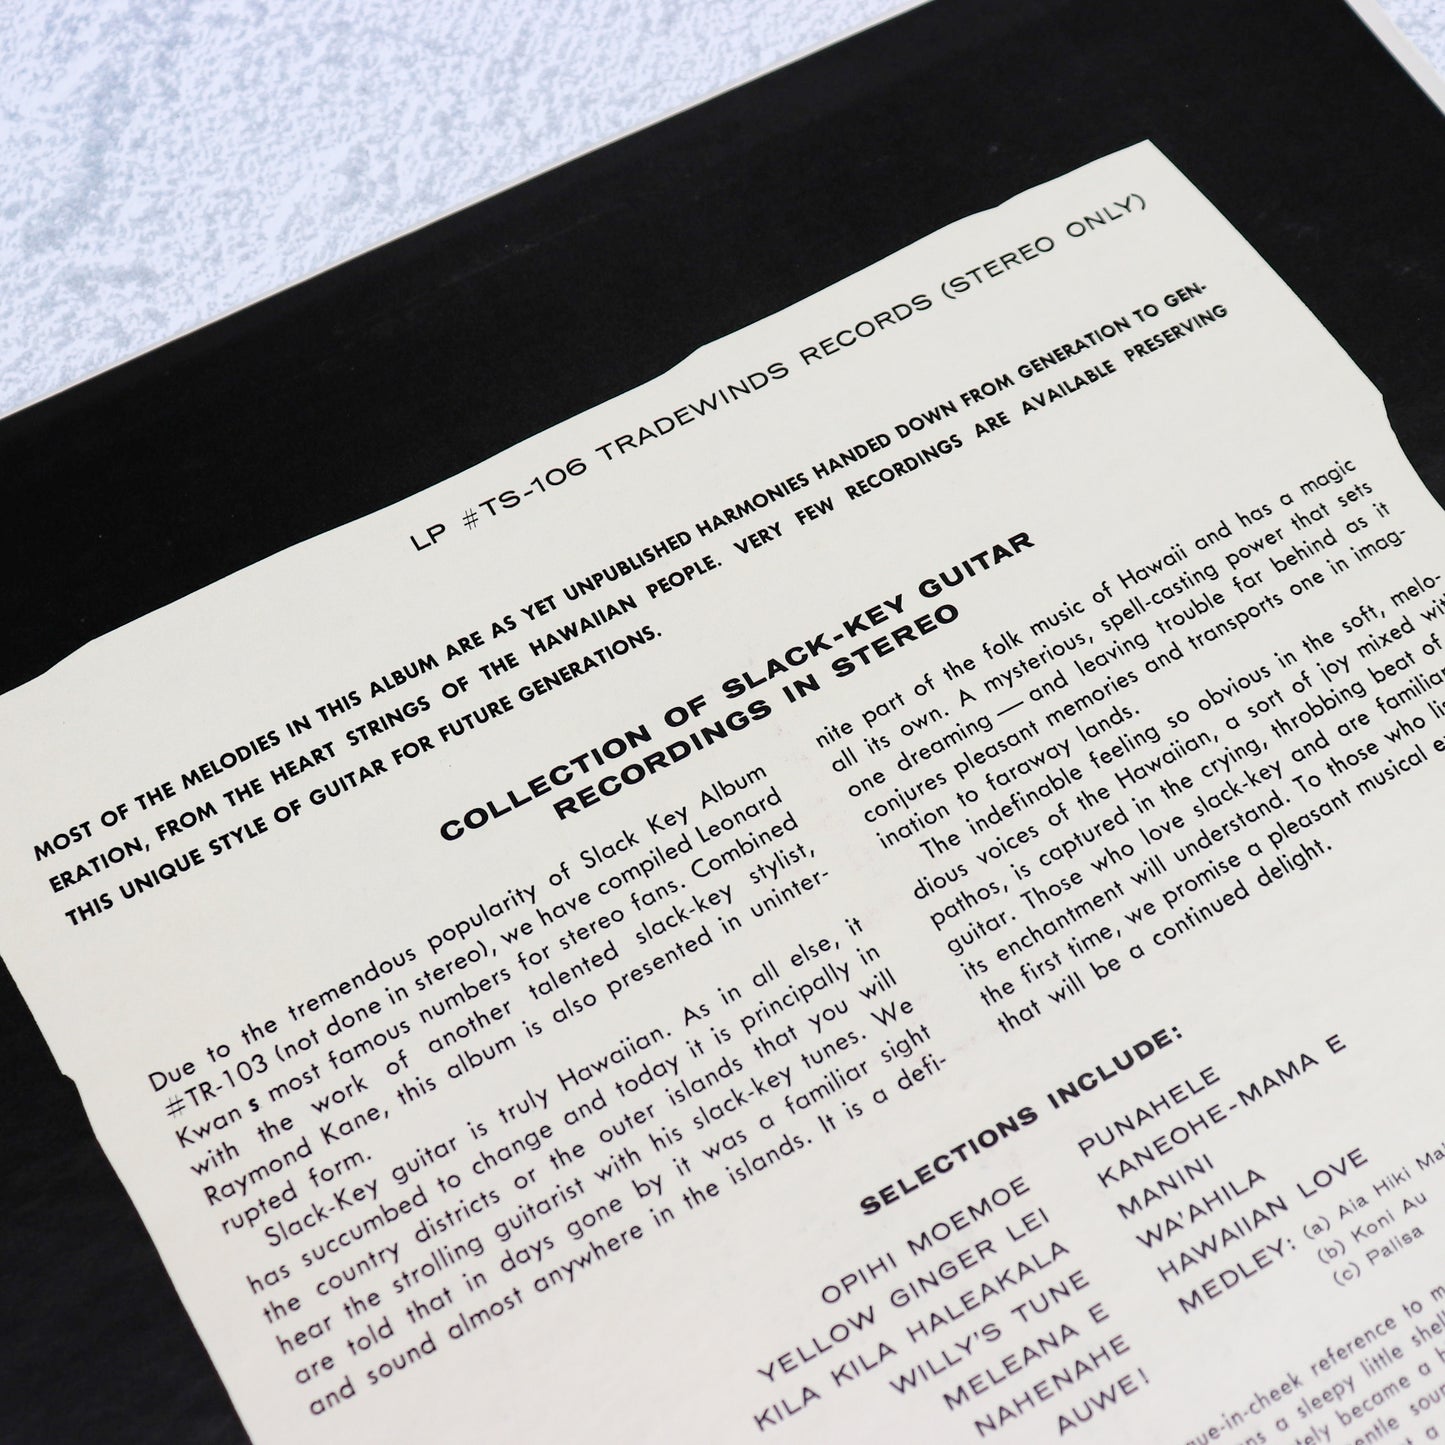 LP #TS-106 TRADEWINDS RECORDS (STEREO ONLY)
MOST OF THE MELODIES IN THIS ALBUM ARE AS YET UNPUBLISHED HARMONIES HANDED DOWN FROM GENERATION TO GEN-
ERATION, FROM THE HEART STRINGS OF THE HAWAIIAN PEOPLE. VERY FEW RECORDINGS ARE AVAILABLE PRESERVING
THIS UNIQUE STYLE OF GUITAR FOR FUTURE GENERATIONS.
COLLECTION OF SLACK-KEY GUITAR
RECORDINGS IN STEREO
Due to the tremendous popularity of Slack Key Album
#TR-103 (not done in stereo), we have compiled Leonard
Kwan s most famous numbers for stereo fans. Combined
with the work of another talented slack-key stylist,
Raymond Kane, this album is also presented in uninter-
rupted form.
Slack-Key guitar is truly Hawaiian. As in all else, it
has succumbed to change and today it is principally in
the country districts or the outer islands that you will
hear the strolling guitarist with his slack-key tunes. We
are told that in days gone by it was a familiar sight
and sound almost anywhere in the islands. It is a defi-
nite part of the folk music of Hawaii and has a magic
all its own. A mysterious, spell-casting power that sets
one dreaming — and leaving trouble far behind as it
conjures pleasant memories and transports one in imag-
ination to faraway lands.
The indefinable feeling so obvious in the soft, melo-
dious voices of the Hawaiian, a sort of joy mixed with
pathos, is captured in the crying, throbbing beat of
guitar. Those who love slack-key and are familiar
its enchantment will understand. To those who
the first time, we promise a pleasant musical
that will be a continued delight.
SELECTIONS INCLUDE:
OPIHI MOEMOE
YELLOW GINGER LEI
KILA KILA HALEAKALA
WILLY'S TUNE
MELEANA E
NAHENAHE
AUWE!
PUNAHELE
KANEOHE-MAMA E
MANINI
WA'AHILA
HAWAIIAN LOVE
MEDLEY: (a) Aia Hiki
(b) Koni Au
(c) Palisa
in-cheek reference to
a sleepy little
became a